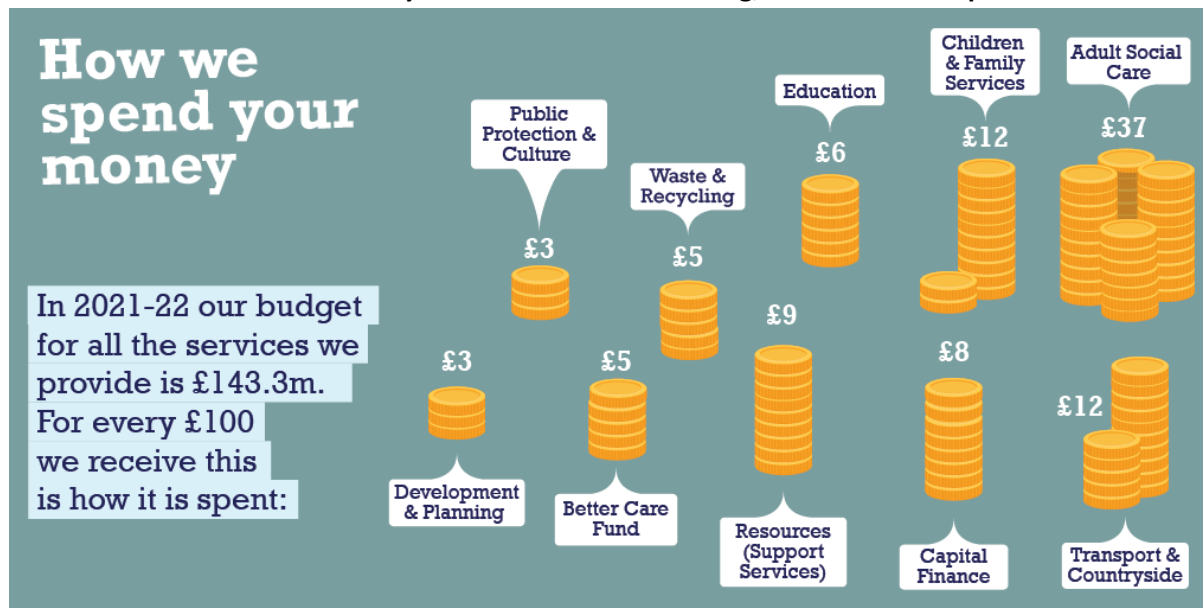 How we
spend your
money
In 2021-22 our budget
for all the services we
provide is £143.3m.
For every £100
we receive this
is how it is spent:
Public
Protection &
Culture
£3
Waste &
Recycling
£5
Education
£6
Children
& Family
Services
£12
Adult Social
Care
£37
£3
Development
& Planning
£5
Better Care
Fund
£9
Resources
(Support
Services)
£8
Capital
Finance
£12
Transport &
Countryside